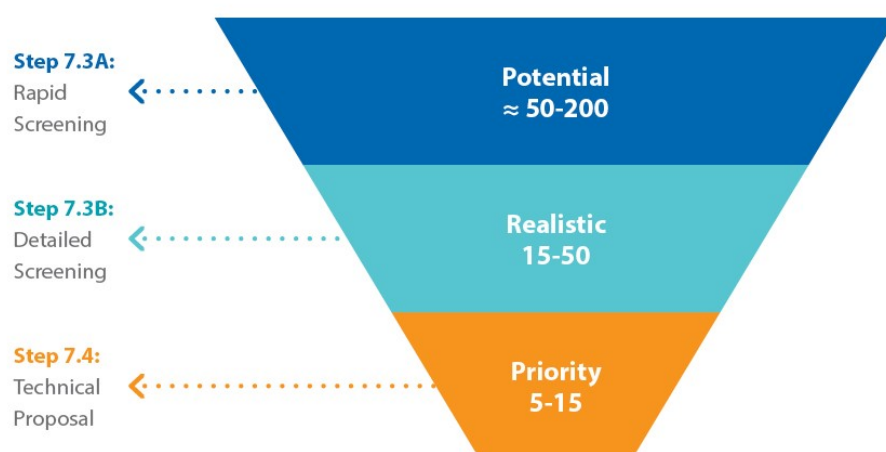 Step 7.3A:
Rapid
Screening
Potential
≈ 50-200
Step 7.3B:
Detailed
Screening
Realistic
15-50
Step 7.4:
Technical
Proposal
Priority
5-15